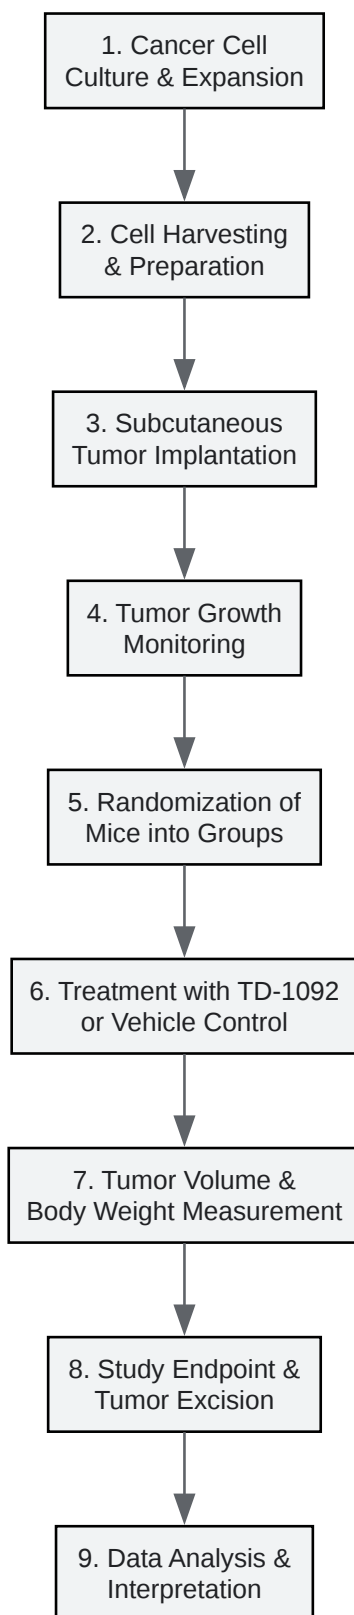 1. Cancer Cell
Culture & Expansion
2. Cell Harvesting
& Preparation
3. Subcutaneous
Tumor Implantation
4. Tumor Growth
Monitoring
5. Randomization of
Mice into Groups
6. Treatment with TD-1092
or Vehicle Control
7. Tumor Volume &
Body Weight Measurement
8. Study Endpoint &
Tumor Excision
9. Data Analysis &
Interpretation